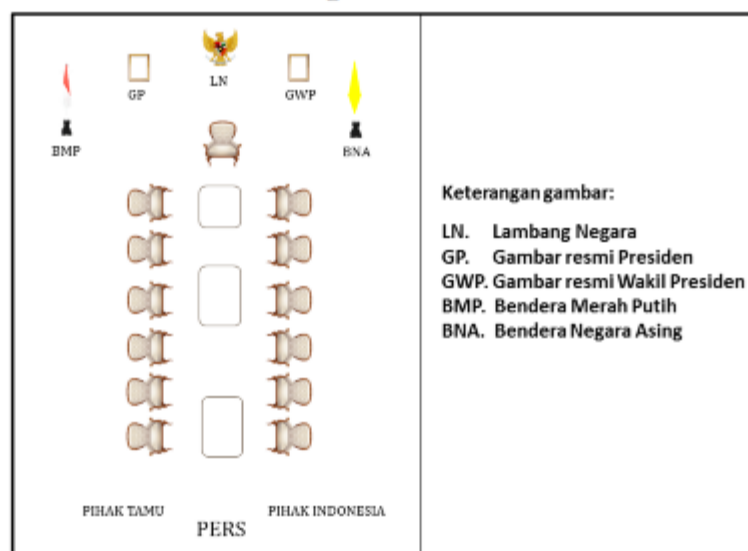 LN
GP
GWP
BMP
BNA
PIHAK TAMU
PIHAK INDONESIA
PERS
Keterangan gambar:
LN. Lambang Negara
GP. Gambar resmi Presiden
GWP. Gambar resmi Wakil Presiden
BMP. Bendera Merah Putih
BNA. Bendera Negara Asing